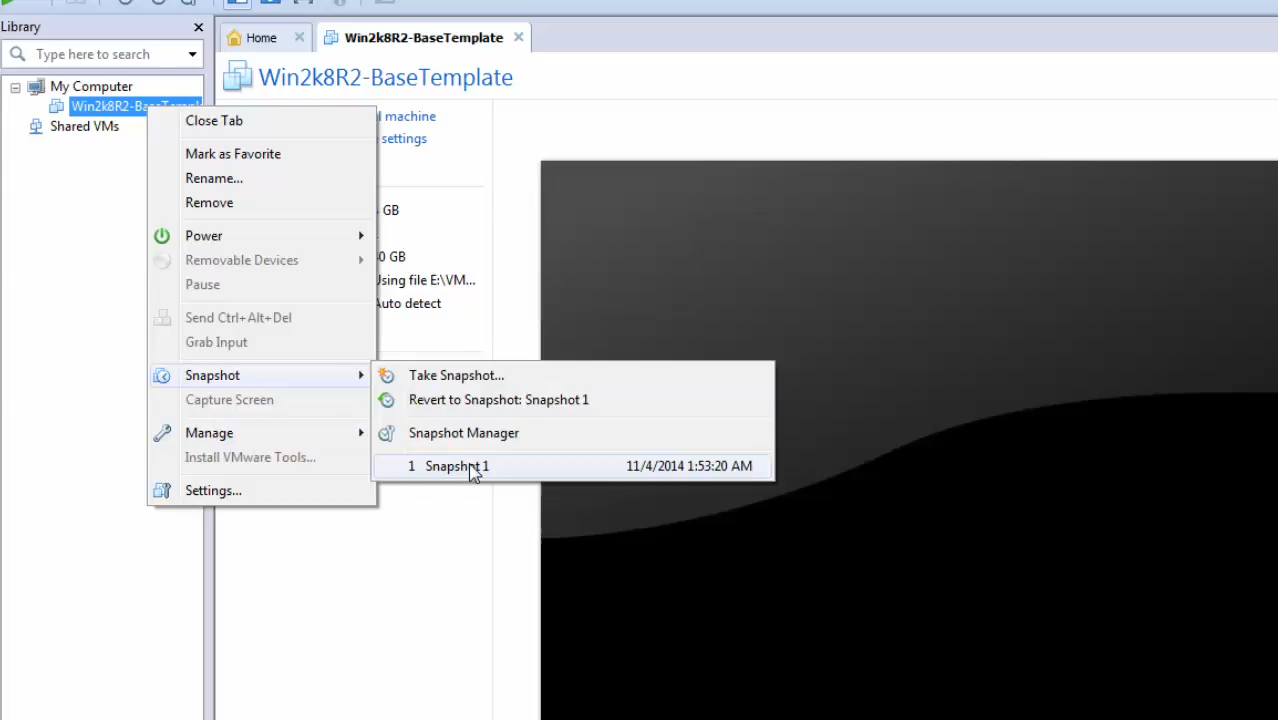 Library
Home
Win2k8R2-BaseTemplate
Type here to search
Win2k8R2-BaseTemplate
My Computer
Win2k8R2-BaseTempl
Shared VMs
machine
settings
GB
0 GB
Using file E:\VM...
Auto detect
Close Tab
Mark as Favorite
Rename...
Remove
Power
Removable Devices
Pause
Send Ctrl+Alt+Del
Grab Input
Snapshot
Capture Screen
Manage
Install VMware Tools...
Settings...
Take Snapshot...
Revert to Snapshot: Snapshot 1
Snapshot Manager
1 Snapshot 1 11/4/2014 1:53:20 AM